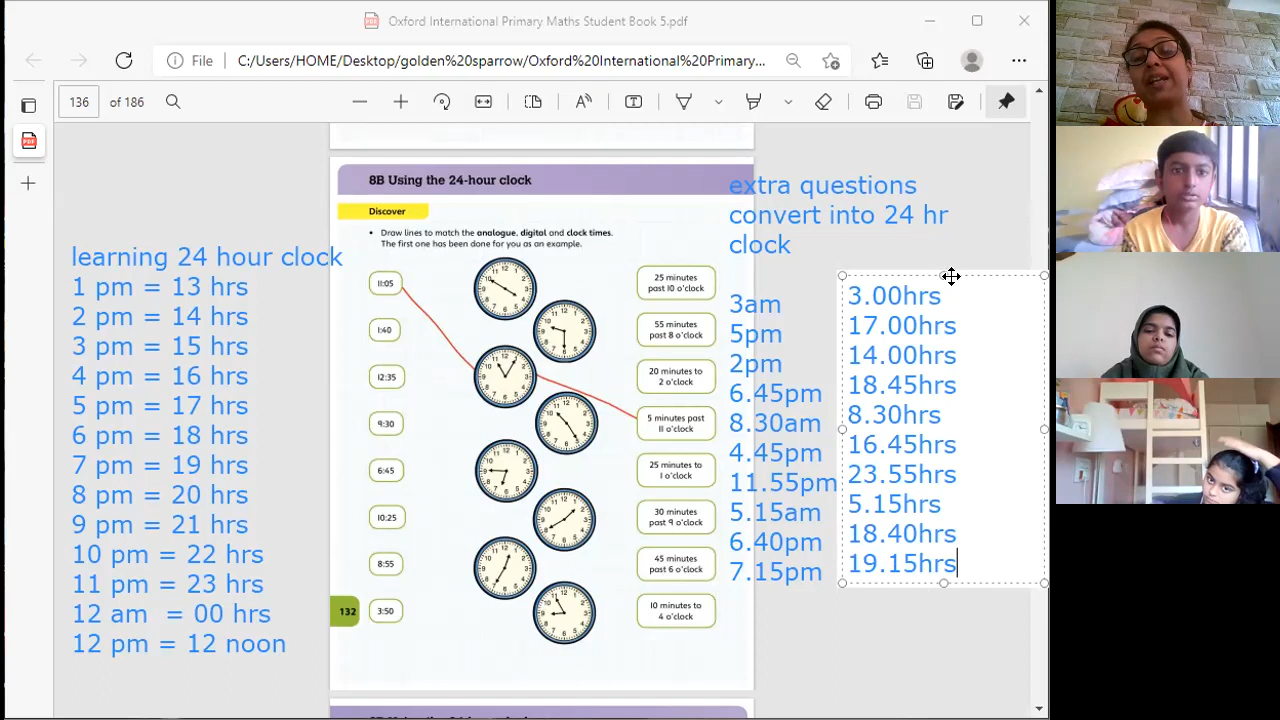 Oxford International Primary Maths Student Book 5.pdf
File C:/Users/HOME/Desktop/golden%20sparrow/Oxford%20International%20Primary...
136 of 186
8B Using the 24-hour clock
Discover
• Draw lines to match the analogue, digital and clock times.
The first one has been done for you as an example.
11:05
1:40
12:35
9:30
6:45
10:25
8:55
3:50
25 minutes
past 10 o'clock
55 minutes
past 8 o'clock
20 minutes to
2 o'clock
5 minutes past
11 o'clock
25 minutes to
1 o'clock
30 minutes
past 9 o'clock
45 minutes
past 6 o'clock
10 minutes to
4 o'clock
132
learning 24 hour clock
1 pm = 13 hrs
2 pm = 14 hrs
3 pm = 15 hrs
4 pm = 16 hrs
5 pm = 17 hrs
6 pm = 18 hrs
7 pm = 19 hrs
8 pm = 20 hrs
9 pm = 21 hrs
10 pm = 22 hrs
11 pm = 23 hrs
12 am = 00 hrs
12 pm = 12 noon
extra questions
convert into 24 hr
clock
3am
5pm
2pm
6.45pm
8.30am
4.45pm
11.55pm
5.15am
6.40pm
7.15pm
3.00hrs
17.00hrs
14.00hrs
18.45hrs
8.30hrs
16.45hrs
23.55hrs
5.15hrs
18.40hrs
19.15hrs